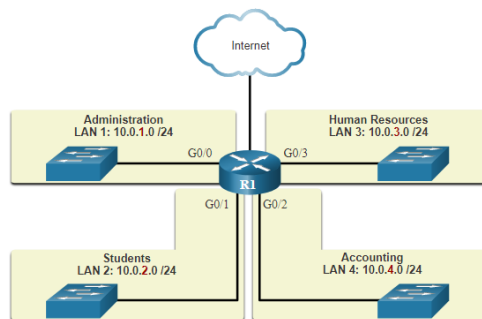 Internet
Administration
LAN 1: 10.0.1.0 /24
Human Resources
LAN 3: 10.0.3.0 /24
G0/0
G0/3
R1
G0/1
G0/2
Students
LAN 2: 10.0.2.0 /24
Accounting
LAN 4: 10.0.4.0 /24